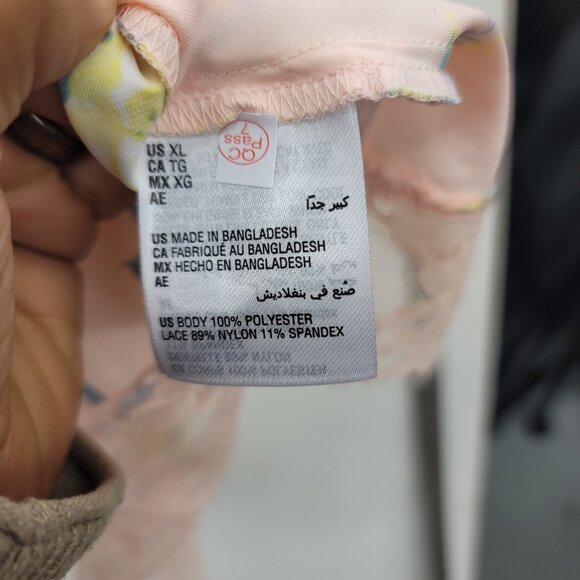 US XL
CA TG
MX XG
AE
كبير جدًا
QC
Pass
7
US MADE IN BANGLADESH
CA FABRIQUÉ AU BANGLADESH
MX HECHO EN BANGLADESH
AE
صُنع في بنغلاديش
US BODY 100% POLYESTER
LACE 89% NYLON 11% SPANDEX